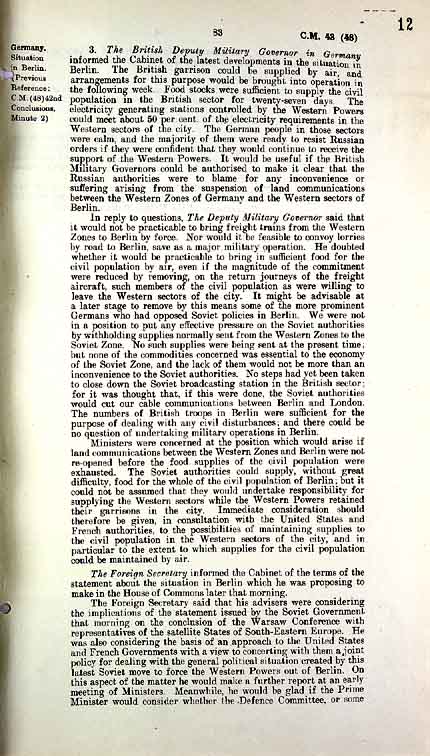 12
83
C.M. 43 (48)
Germany.
Situation
in Berlin.
(Previous
Reference:
C.M.(48)42nd
Conclusions,
Minute 2)
3. The British Deputy Military Governor in Germany
informed the Cabinet of the latest developments in the situation in
Berlin. The British garrison could be supplied by air, and
arrangements for this purpose would be brought into operation in
the following week. Food stocks were sufficient to supply the civil
population in the British sector for twenty-seven days. The
electricity generating stations controlled by the Western Powers
could meet about 50 per cent. of the electricity requirements in the
Western sectors of the city. The German people in those sectors
were calm, and the majority of them were ready to resist Russian
orders if they were confident that they would continue to receive the
support of the Western Powers. It would be useful if the British
Military Governors could be authorised to make it clear that the
Russian authorities were to blame for any inconvenience or
suffering arising from the suspension of land communications
between the Western Zones of Germany and the Western sectors of
Berlin.
In reply to questions, The Deputy Military Governor said that
it would not be practicable to bring freight trains from the Western
Zones to Berlin by force. Nor would it be feasible to convoy lorries
by road to Berlin, save as a major military operation. He doubted
whether it would be practicable to bring in sufficient food for the
civil population by air, even if the magnitude of the commitment
were reduced by removing, on the return journeys of the freight
aircraft, such members of the civil population as were willing to
leave the Western sectors of the city. It might be advisable at
a later stage to remove by this means some of the more prominent
Germans who had opposed Soviet policies in Berlin. We were not
in a position to put any effective pressure on the Soviet authorities
by withholding supplies normally sent from the Western Zones to the
Soviet Zone. No such supplies were being sent at the present time;
but none of the commodities concerned was essential to the economy
of the Soviet Zone, and the lack of them would not be more than an
inconvenience to the Soviet authorities. No steps had yet been taken
to close down the Soviet broadcasting station in the British sector;
for it was thought that, if this were done, the Soviet authorities
would cut our cable communications between Berlin and London.
The numbers of British troops in Berlin were sufficient for the
purpose of dealing with any civil disturbances; and there could be
no question of undertaking military operations in Berlin.
Ministers were concerned at the position which would arise if
land communications between the Western Zones and Berlin were not
re-opened before the food supplies of the civil population were
exhausted. The Soviet authorities could supply, without great
difficulty, food for the whole of the civil population of Berlin; but it
could not be assumed that they would undertake responsibility for
supplying the Western sectors while the Western Powers retained
their garrisons in the city. Immediate consideration should
therefore be given, in consultation with the United States and
French authorities, to the possibilities of maintaining supplies to
the civil population in the Western sectors of the city, and in
particular to the extent to which supplies for the civil population
could be maintained by air.
The Foreign Secretary informed the Cabinet of the terms of the
statement about the situation in Berlin which he was proposing to
make in the House of Commons later that morning.
The Foreign Secretary said that his advisers were considering
the implications of the statement issued by the Soviet Government
that morning on the conclusion of the Warsaw Conference with
representatives of the satellite States of South-Eastern Europe. He
was also considering the basis of an approach to the United States
and French Governments with a view to concerting with them a joint
policy for dealing with the general political situation created by this
latest Soviet move to force the Western Powers out of Berlin. On
this aspect of the matter he would make a further report at an early
meeting of Ministers. Meanwhile, he would be glad if the Prime
Minister would consider whether the Defence Committee, or some